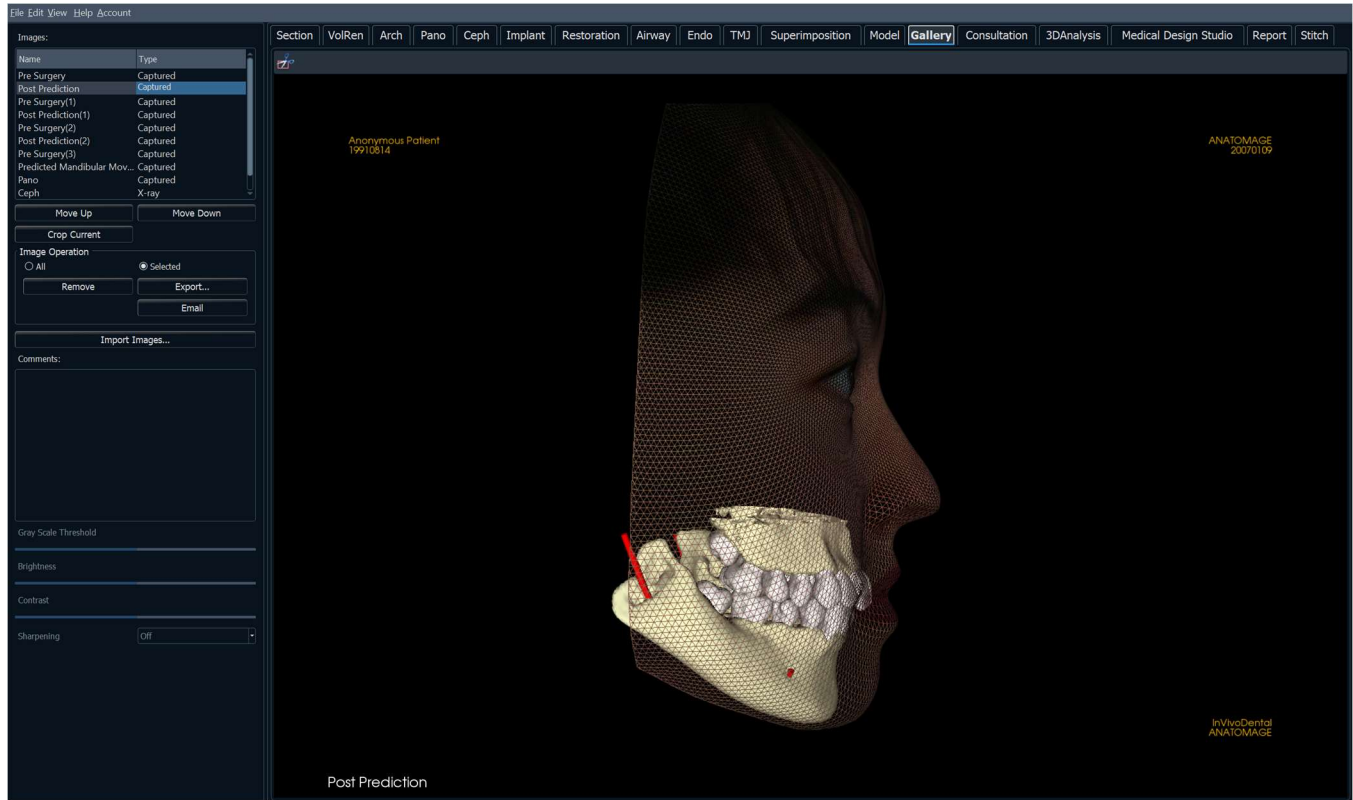 File Edit View Help Account
Images:
Name Type
Pre Surgery Captured
Post Prediction Captured
Pre Surgery(1) Captured
Post Prediction(1) Captured
Pre Surgery(2) Captured
Post Prediction(2) Captured
Pre Surgery(3) Captured
Predicted Mandibular Mov... Captured
Pano Captured
Ceph X-ray
Move Up Move Down
Crop Current
Image Operation
All Selected
Remove Export...
Email
Import Images...
Comments:
Gray Scale Threshold
Brightness
Contrast
Sharpening Off
Section VolRen Arch Pano Ceph Implant Restoration Airway Endo TMJ Superimposition Model Gallery Consultation 3DAnalysis Medical Design Studio Report Stitch
Anonymous Patient
19910814
ANATOMAGE
20070109
InVivoDental
ANATOMAGE
Post Prediction